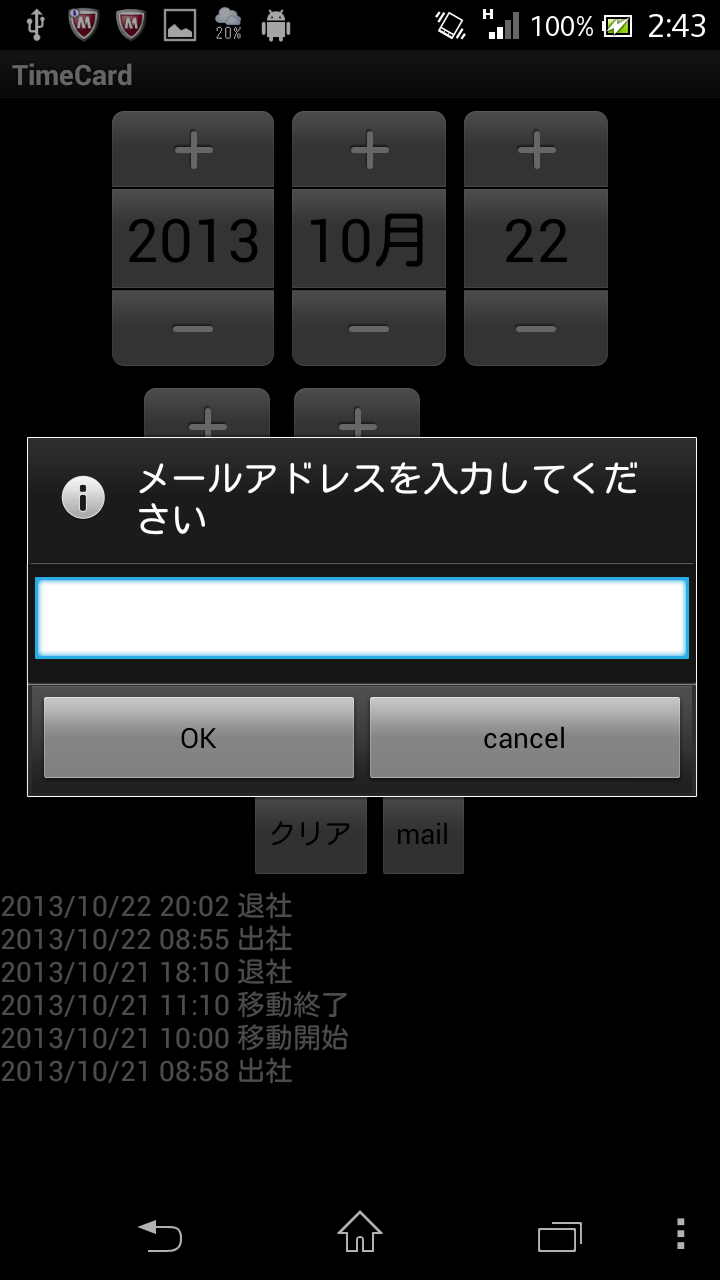 20%
H
100%
2:43
TimeCard
+ + +
2013 10月 22
− − −
+ +
メールアドレスを入力してくだ
さい
OK cancel
クリア mail
2013/10/22 20:02 退社
2013/10/22 08:55 出社
2013/10/21 18:10 退社
2013/10/21 11:10 移動終了
2013/10/21 10:00 移動開始
2013/10/21 08:58 出社